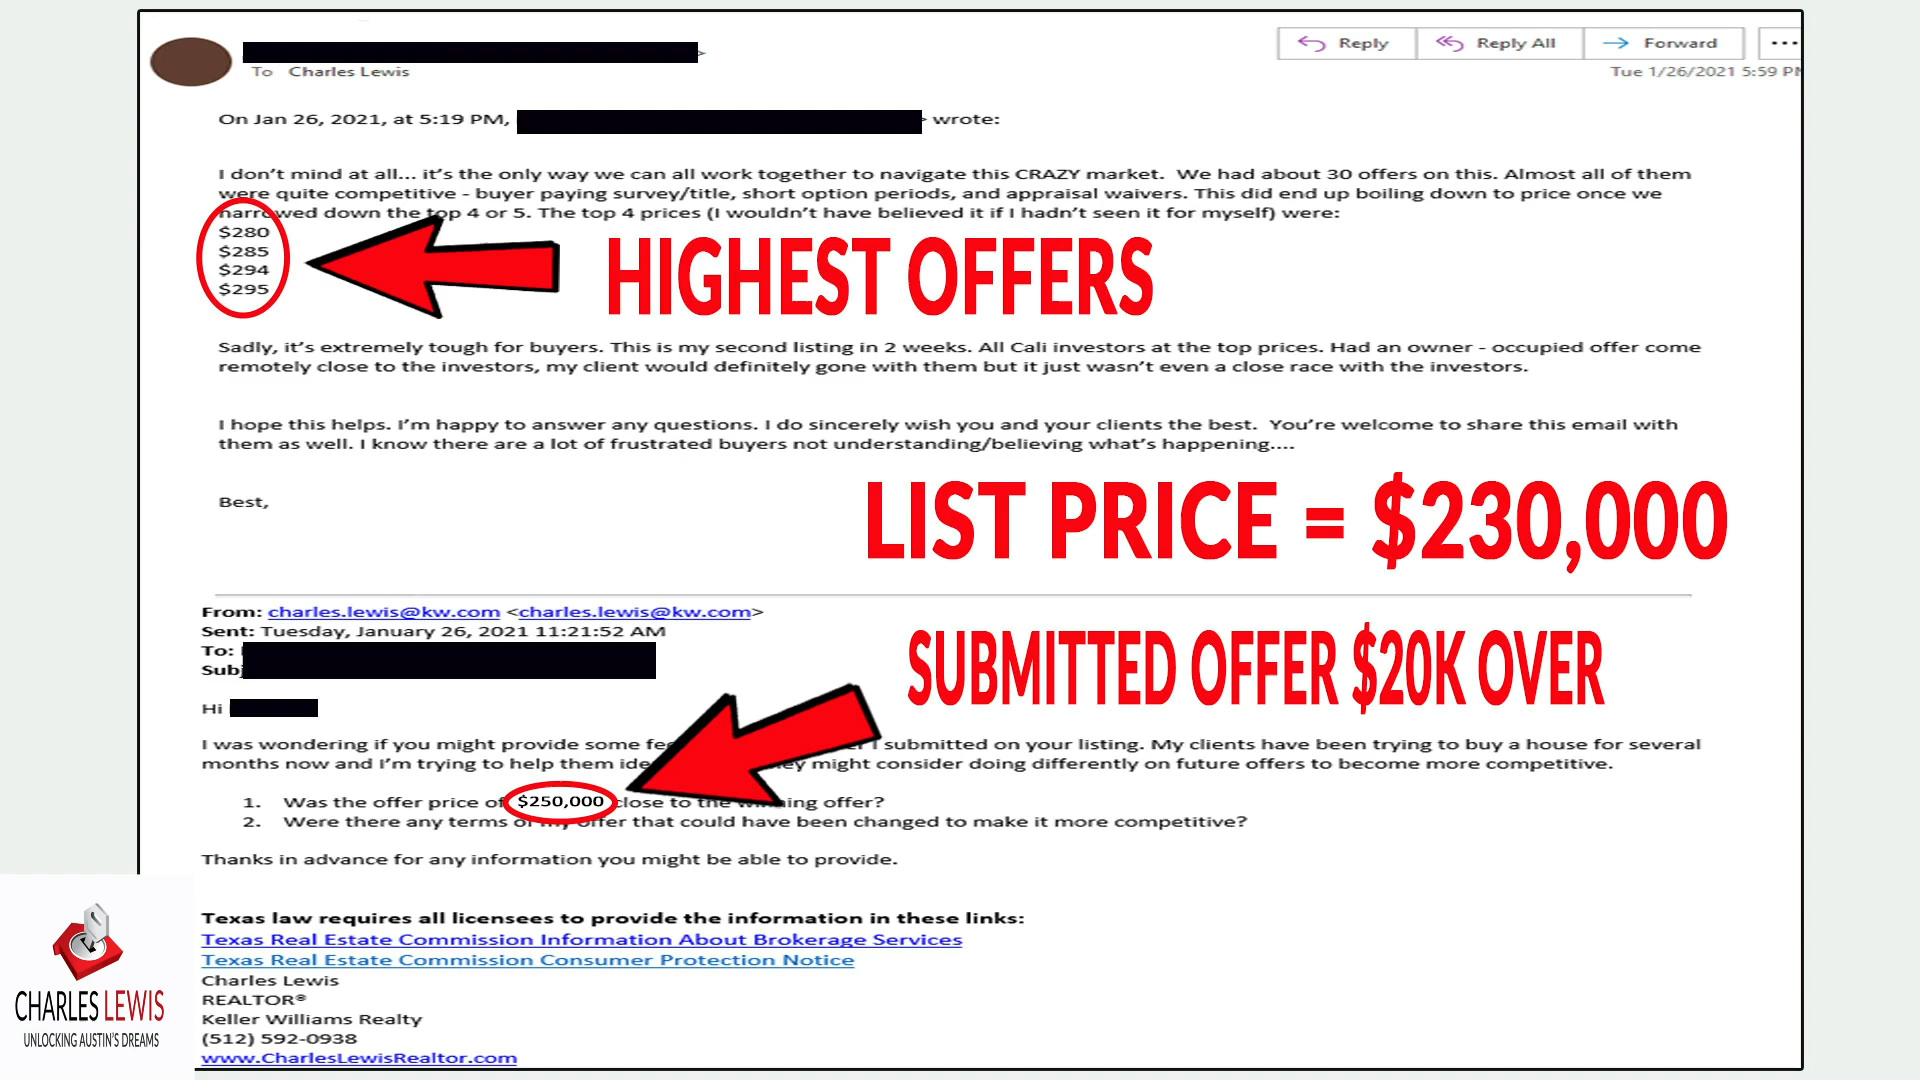 Reply Reply All Forward ...
To Charles Lewis
Tue 1/26/2021 5:59 PM
On Jan 26, 2021, at 5:19 PM, > wrote:
I don't mind at all... it's the only way we can all work together to navigate this CRAZY market. We had about 30 offers on this. Almost all of them
were quite competitive - buyer paying survey/title, short option periods, and appraisal waivers. This did end up boiling down to price once we
narrowed down the top 4 or 5. The top 4 prices (I wouldn't have believed it if I hadn't seen it for myself) were:
$280
$285
$294
$295
HIGHEST OFFERS
Sadly, it's extremely tough for buyers. This is my second listing in 2 weeks. All Cali investors at the top prices. Had an owner - occupied offer come
remotely close to the investors, my client would definitely gone with them but it just wasn't even a close race with the investors.
I hope this helps. I'm happy to answer any questions. I do sincerely wish you and your clients the best. You're welcome to share this email with
them as well. I know there are a lot of frustrated buyers not understanding/believing what's happening....
Best,
LIST PRICE = $230,000
From: charles.lewis@kw.com <charles.lewis@kw.com>
Sent: Tuesday, January 26, 2021 11:21:52 AM
To:
Subj
SUBMITTED OFFER $20K OVER
Hi
I was wondering if you might provide some I submitted on your listing. My clients have been trying to buy a house for several
months now and I'm trying to help them might consider doing differently on future offers to become more competitive.
1. Was the offer price of $250,000 close to the winning offer?
2. Were there any terms of my offer that could have been changed to make it more competitive?
Thanks in advance for any information you might be able to provide.
Texas law requires all licensees to provide the information in these links:
Texas Real Estate Commission Information About Brokerage Services
Texas Real Estate Commission Consumer Protection Notice
Charles Lewis
REALTOR®
Keller Williams Realty
(512) 592-0938
www.CharlesLewisRealtor.com
CHARLES LEWIS
UNLOCKING AUSTIN'S DREAMS